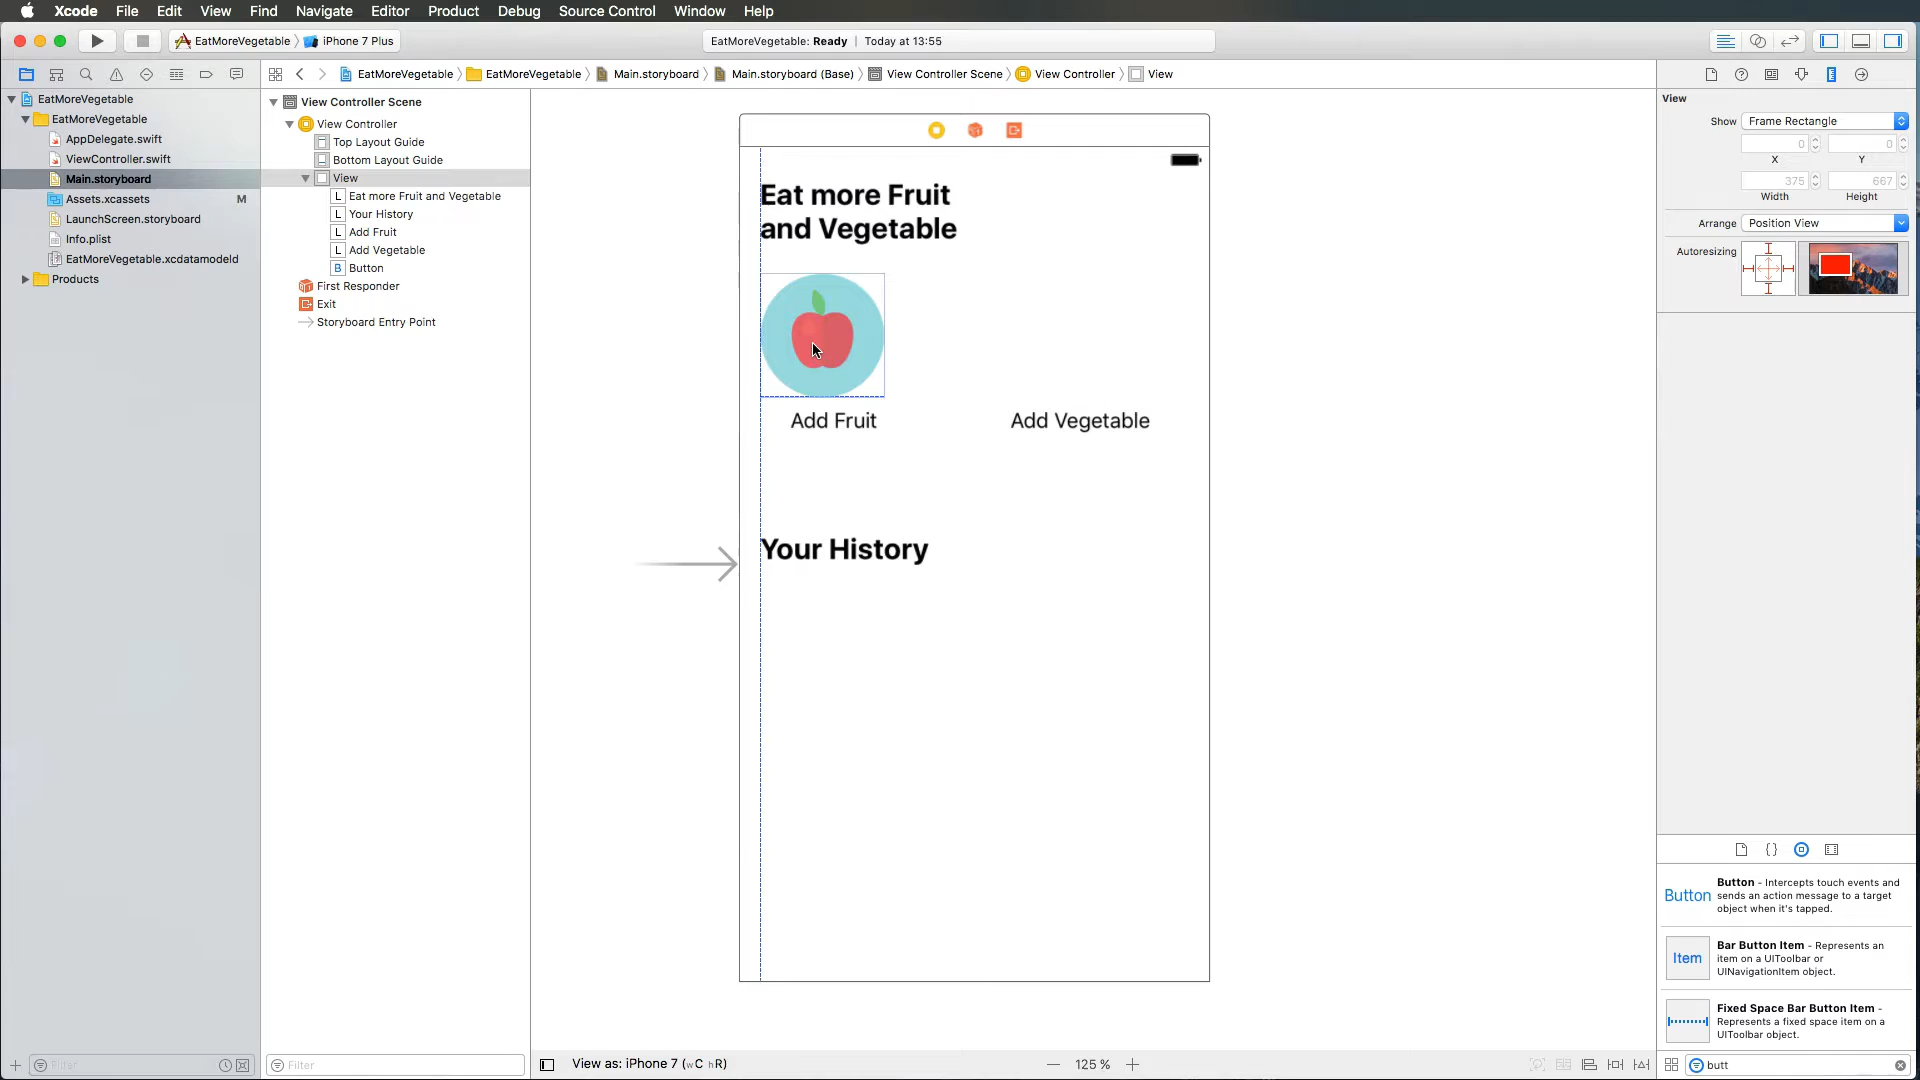 Xcode File Edit View Find Navigate Editor Product Debug Source Control Window Help
EatMoreVegetable iPhone 7 Plus
EatMoreVegetable: Ready | Today at 13:55
EatMoreVegetable EatMoreVegetable Main.storyboard Main.storyboard (Base) View Controller Scene View Controller View
EatMoreVegetable
EatMoreVegetable
AppDelegate.swift
ViewController.swift
Main.storyboard
Assets.xcassets M
LaunchScreen.storyboard
Info.plist
EatMoreVegetable.xcdatamodeld
Products
Filter
View Controller Scene
View Controller
Top Layout Guide
Bottom Layout Guide
View
L Eat more Fruit and Vegetable
L Your History
L Add Fruit
L Add Vegetable
B Button
First Responder
Exit
Storyboard Entry Point
Filter
Eat more Fruit
and Vegetable
Add Fruit Add Vegetable
Your History
View as: iPhone 7 (wC hR)
125 %
View
Show Frame Rectangle
0 0
X Y
375 667
Width Height
Arrange Position View
Autoresizing
{ }
Button
Button - Intercepts touch events and
sends an action message to a target
object when it's tapped.
Item
Bar Button Item - Represents an
item on a UIToolbar or
UINavigationItem object.
Fixed Space Bar Button Item -
Represents a fixed space item on a
UIToolbar object.
butt